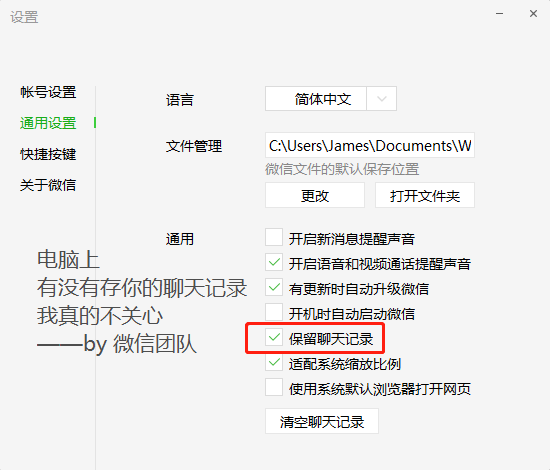 设置
帐号设置
通用设置
快捷按键
关于微信
语言
简体中文
文件管理
C:\Users\James\Documents\W
微信文件的默认保存位置
更改
打开文件夹
通用
开启新消息提醒声音
开启语音和视频通话提醒声音
有更新时自动升级微信
开机时自动启动微信
保留聊天记录
适配系统缩放比例
使用系统默认浏览器打开网页
清空聊天记录
电脑上
有没有存你的聊天记录
我真的不关心
——by 微信团队